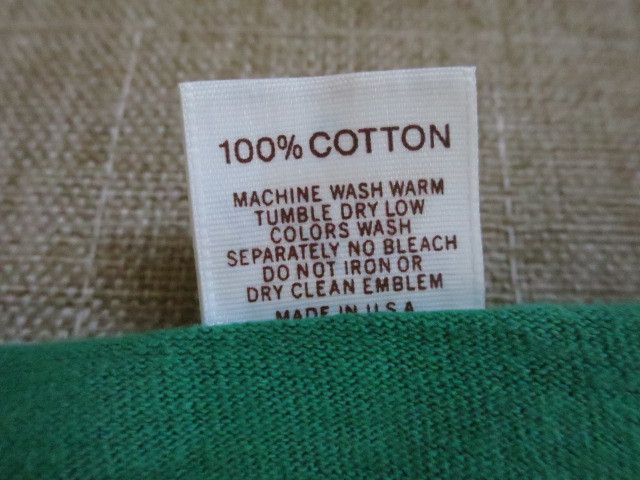 100% COTTON
MACHINE WASH WARM
TUMBLE DRY LOW
COLORS WASH
SEPARATELY NO BLEACH
DO NOT IRON OR
DRY CLEAN EMBLEM
MADE IN U.S.A.